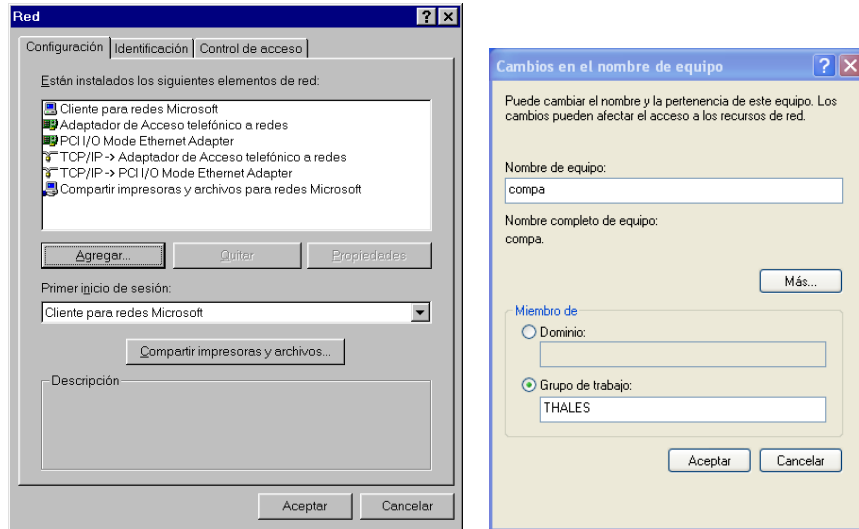 Red
Configuración
Identificación
Control de acceso
Están instalados los siguientes elementos de red:
Cliente para redes Microsoft
Adaptador de Acceso telefónico a redes
PCI I/O Mode Ethernet Adapter
TCP/IP -> Adaptador de Acceso telefónico a redes
TCP/IP -> PCI I/O Mode Ethernet Adapter
Compartir impresoras y archivos para redes Microsoft
Agregar...
Quitar
Propiedades
Primer inicio de sesión:
Cliente para redes Microsoft
Compartir impresoras y archivos...
Descripción
Aceptar
Cancelar
Cambios en el nombre de equipo
Puede cambiar el nombre y la pertenencia de este equipo. Los
cambios pueden afectar el acceso a los recursos de red.
Nombre de equipo:
compa
Nombre completo de equipo:
compa.
Más...
Miembro de
Dominio:
Grupo de trabajo:
THALES
Aceptar
Cancelar